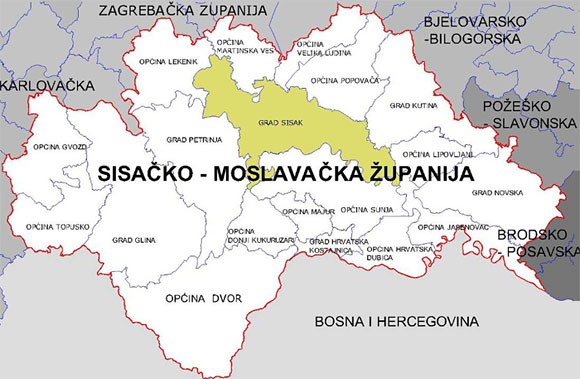 ZAGREBAČKA ŽUPANIJA
BJELOVARSKO
-BILOGORSKA
OPĆINA
MARTINSKA VES
OPĆINA
VELIKA LUDINA
OPĆINA LEKENIK
OPĆINA POPOVAČA
KARLOVAČKA
GRAD KUTINA
POŽEŠKO
- SLAVONSKA
GRAD SISAK
GRAD PETRINJA
OPĆINA GVOZD
OPĆINA LIPOVLJANI
SISAČKO - MOSLAVAČKA ŽUPANIJA
GRAD NOVSKA
OPĆINA MAJUR
OPĆINA SUNJA
OPĆINA TOPUSKO
OPĆINA JASENOVAC
OPĆINA
DONJI KUKURUZARI
GRAD GLINA
GRAD HRVATSKA
KOSTAJNICA
OPĆINA HRVATSKA
DUBICA
BRODSKO
- POSAVSKA
OPĆINA DVOR
BOSNA I HERCEGOVINA